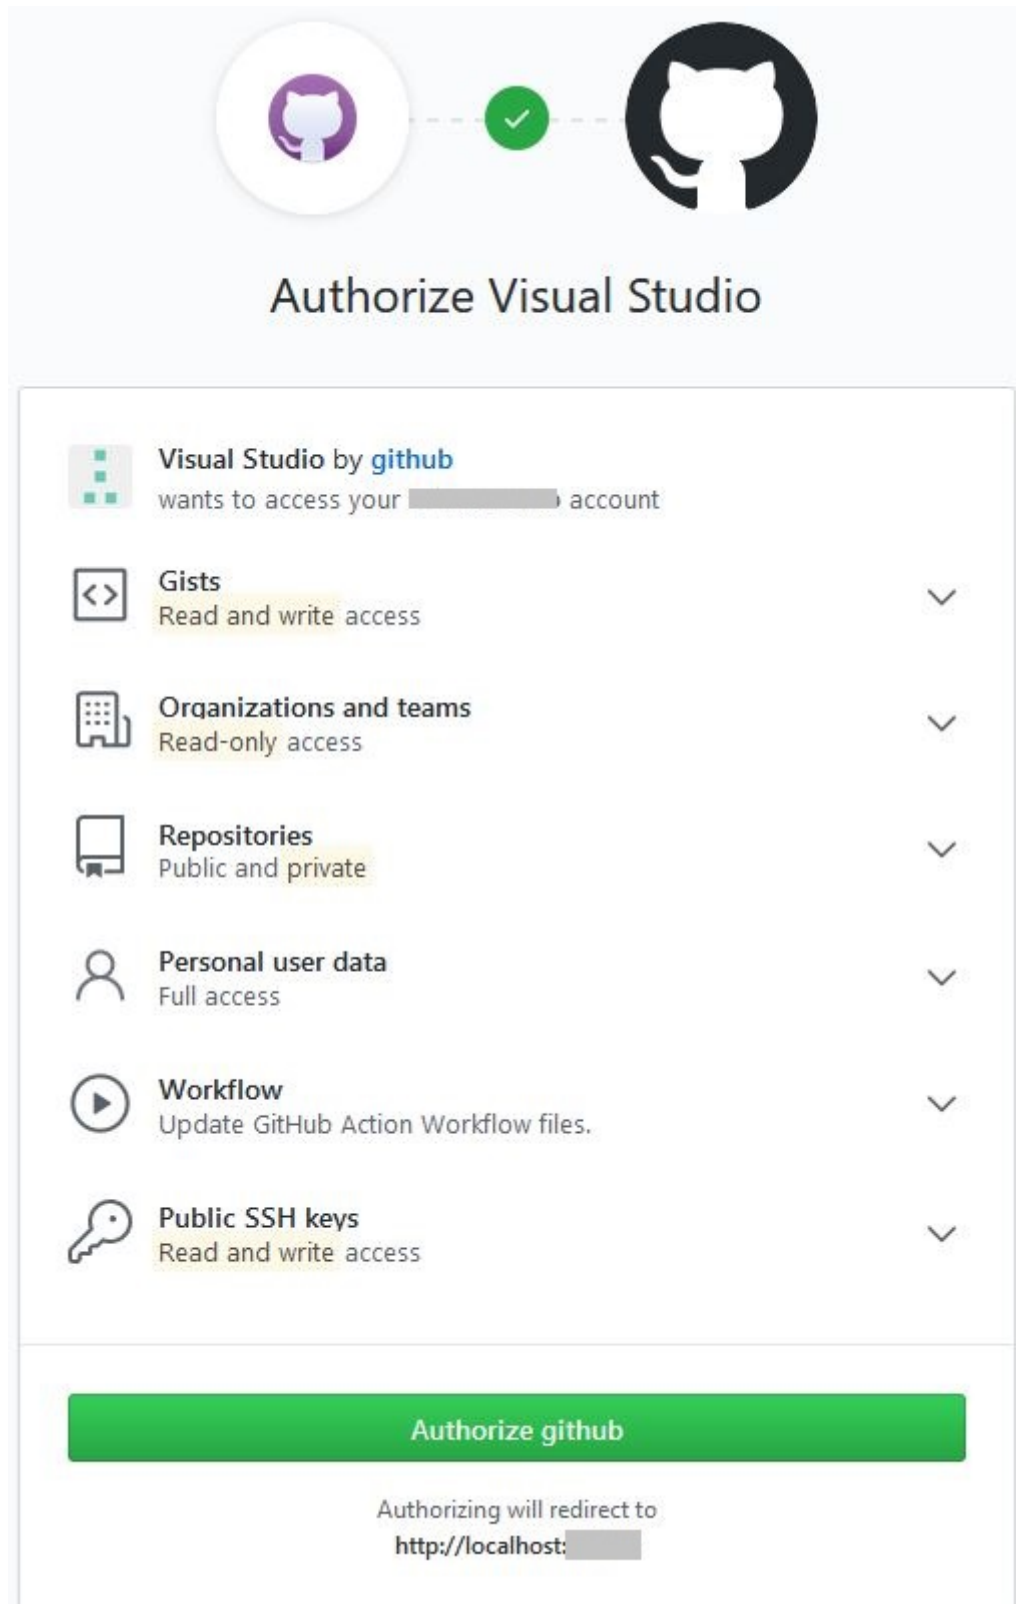 Authorize Visual Studio
Visual Studio by github
wants to access your account
Gists
Read and write access
Organizations and teams
Read-only access
Repositories
Public and private
Personal user data
Full access
Workflow
Update GitHub Action Workflow files.
Public SSH keys
Read and write access
Authorize github
Authorizing will redirect to
http://localhost: